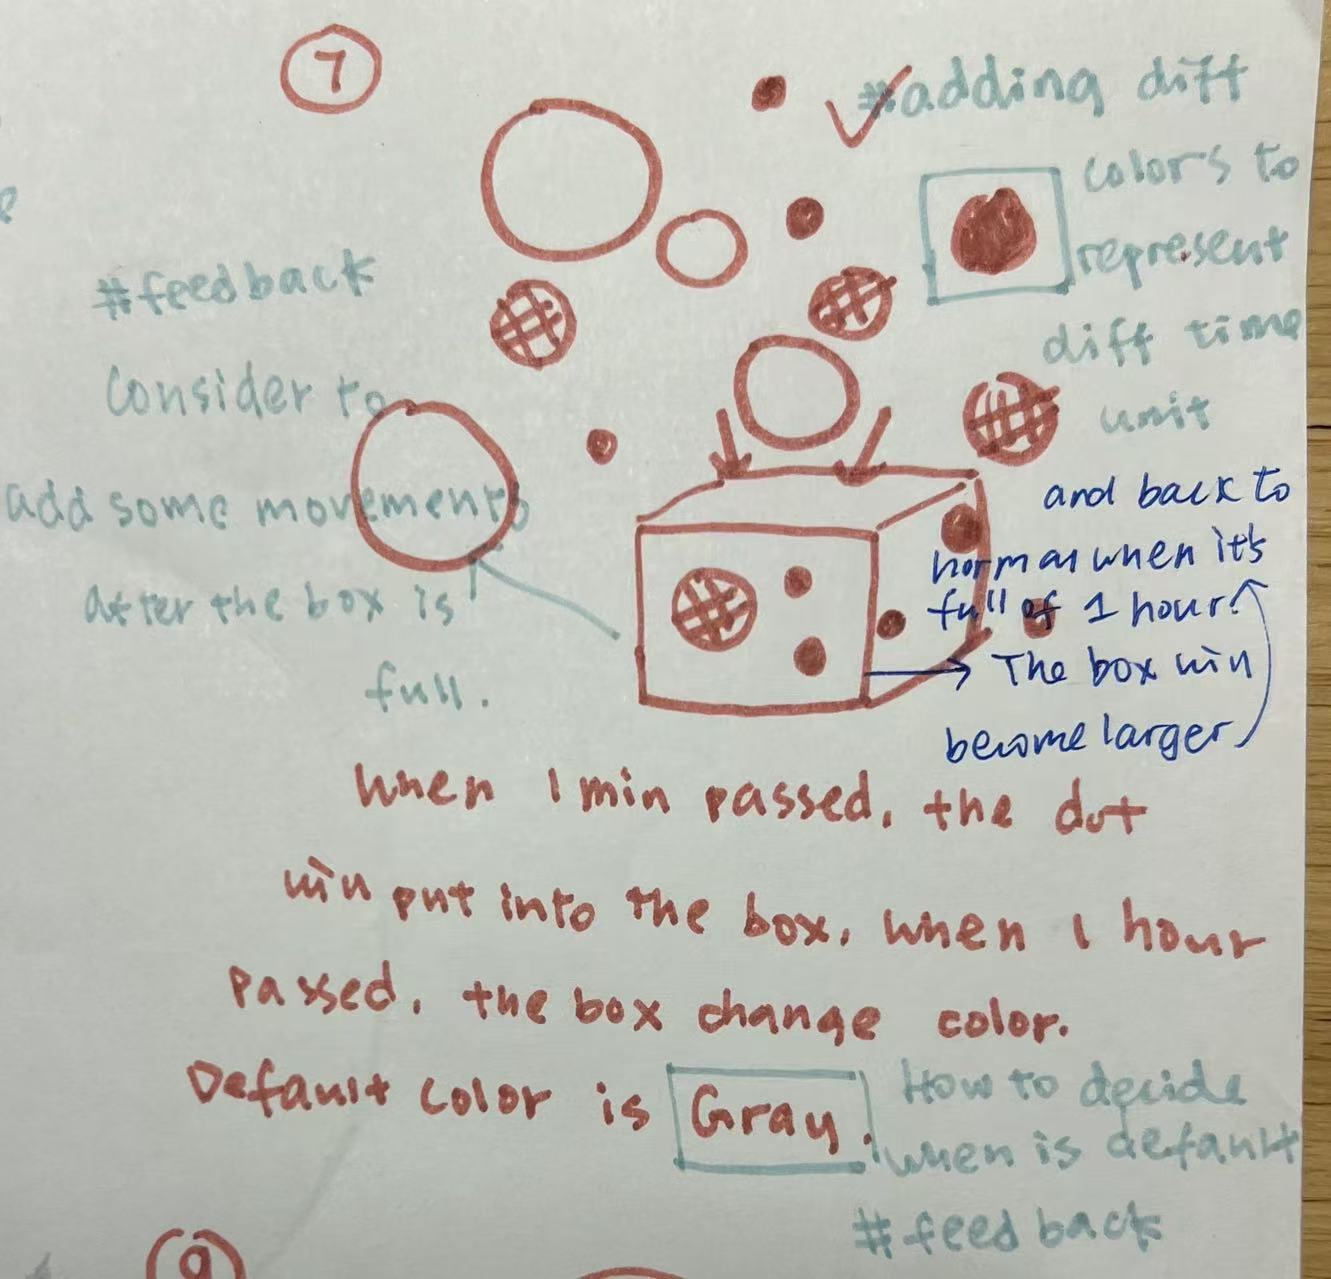 7
#adding diff
colors to
represent
diff time
unit
#feedback
Consider to
add some movements
after the box is
full.
and back to
normal when it's
full of 1 hour.
The box will
become larger
When 1 min passed, the dot
will put into the box, when 1 hour
passed, the box change color.
Default color is Gray.
How to decide
when is default
#feedback
9